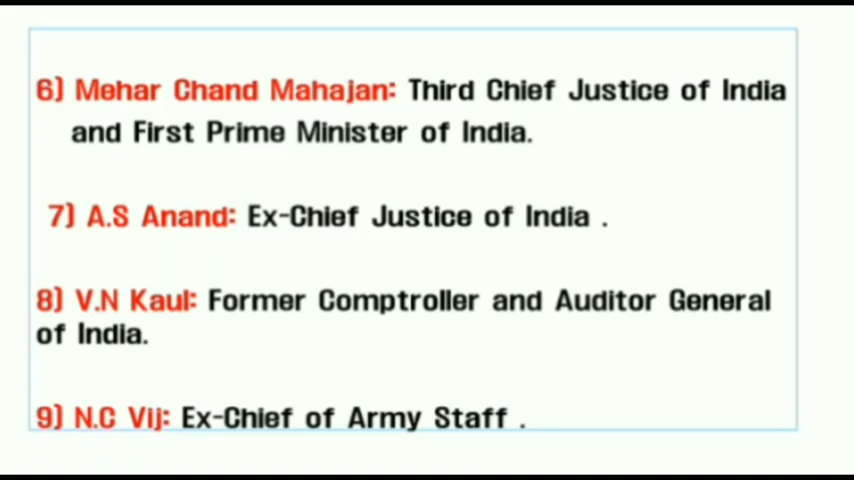 6) Mehar Chand Mahajan: Third Chief Justice of India
and First Prime Minister of India.
7) A.S Anand: Ex-Chief Justice of India .
8) V.N Kaul: Former Comptroller and Auditor General
of India.
9) N.C Vij: Ex-Chief of Army Staff .